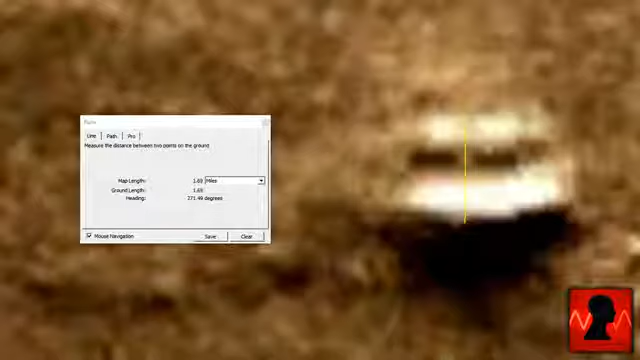 Ruler
Line Path Pro
Measure the distance between two points on the ground
Map Length: 1.69 Miles
Ground Length: 1.69
Heading: 271.49 degrees
Mouse Navigation Save Clear